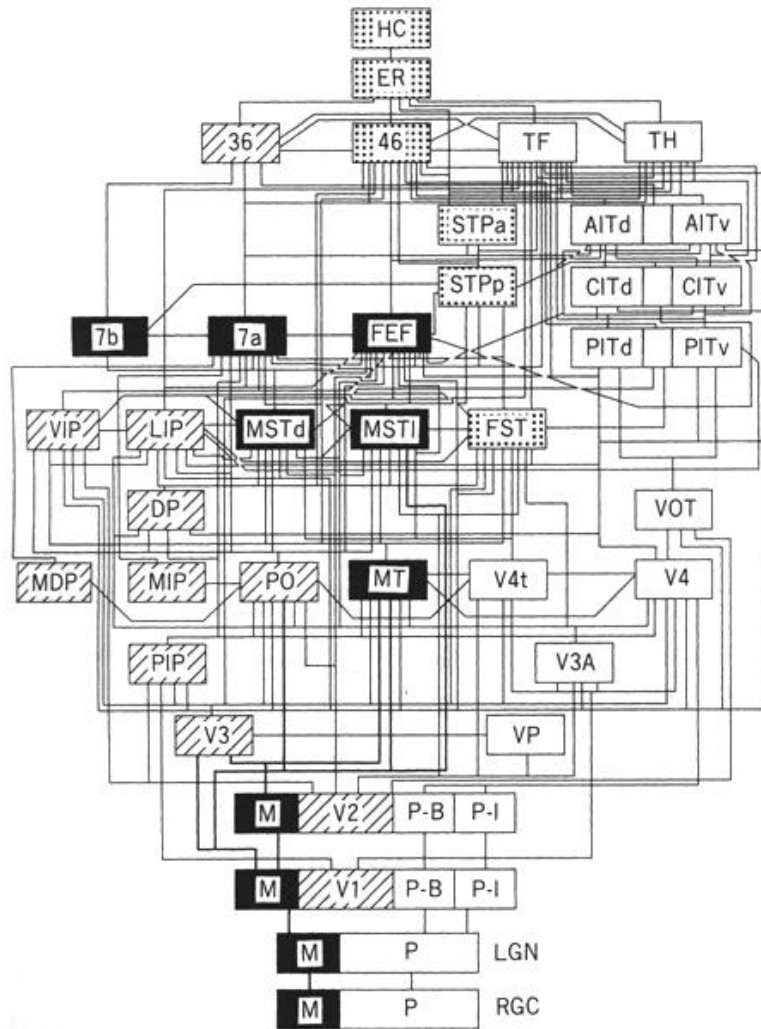 HC
ER
36 46 TF TH
STPa AITd AITv
STPp CITd CITv
7b 7a FEF PITd PITv
VIP LIP MSTd MSTl FST
DP VOT
MDP MIP PO MT V4t V4
PIP V3A
V3 VP
M V2 P-B P-I
M V1 P-B P-I
M P LGN
M P RGC